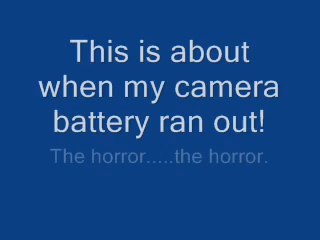 This is about
when my camera
battery ran out!
The horror.....the horror.